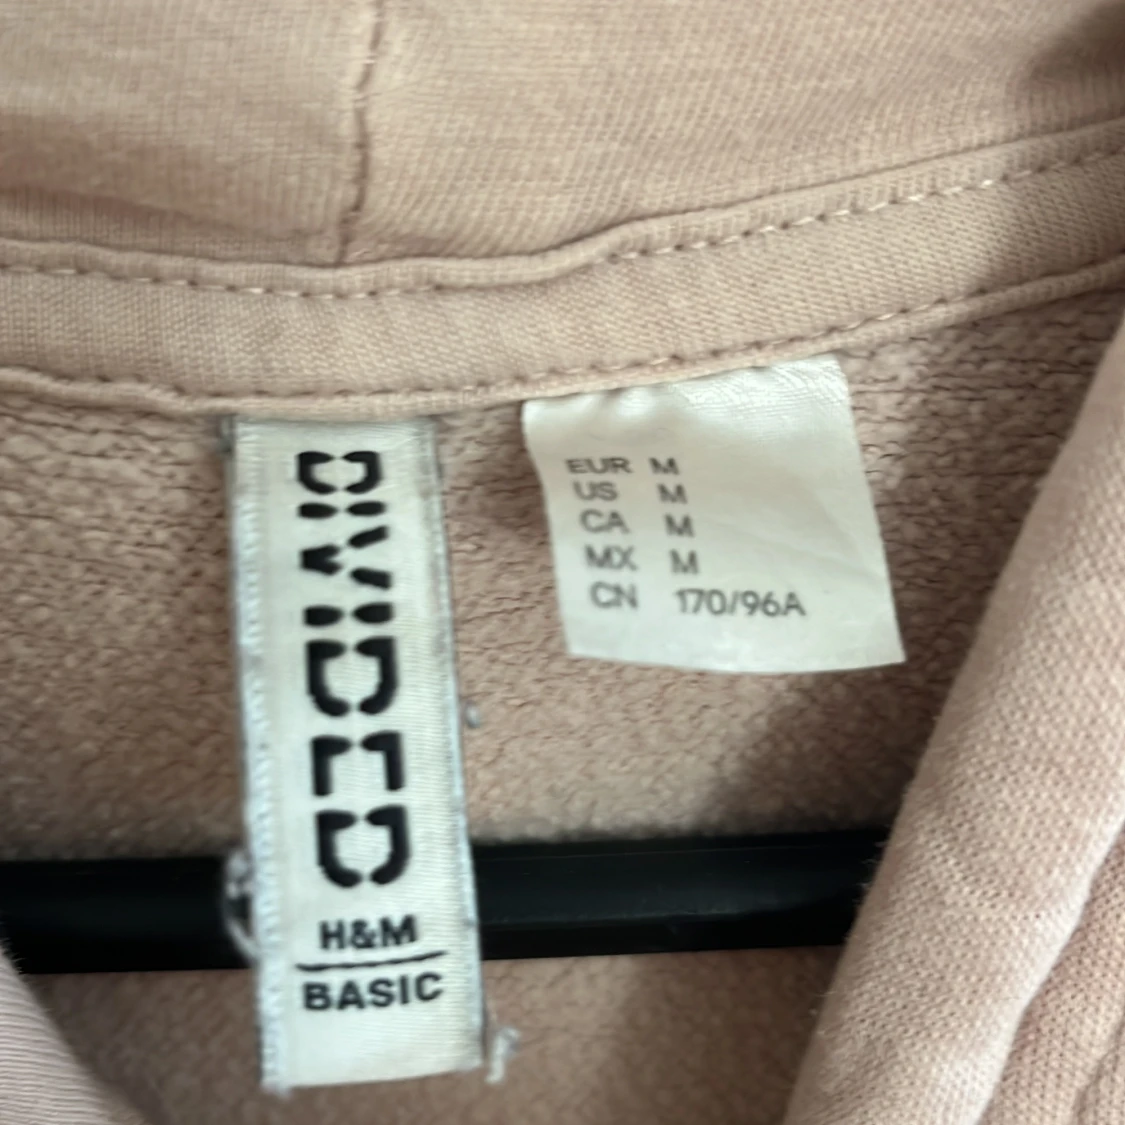 DIVIDED
H&M
BASIC
EUR M
US M
CA M
MX M
CN 170/96A